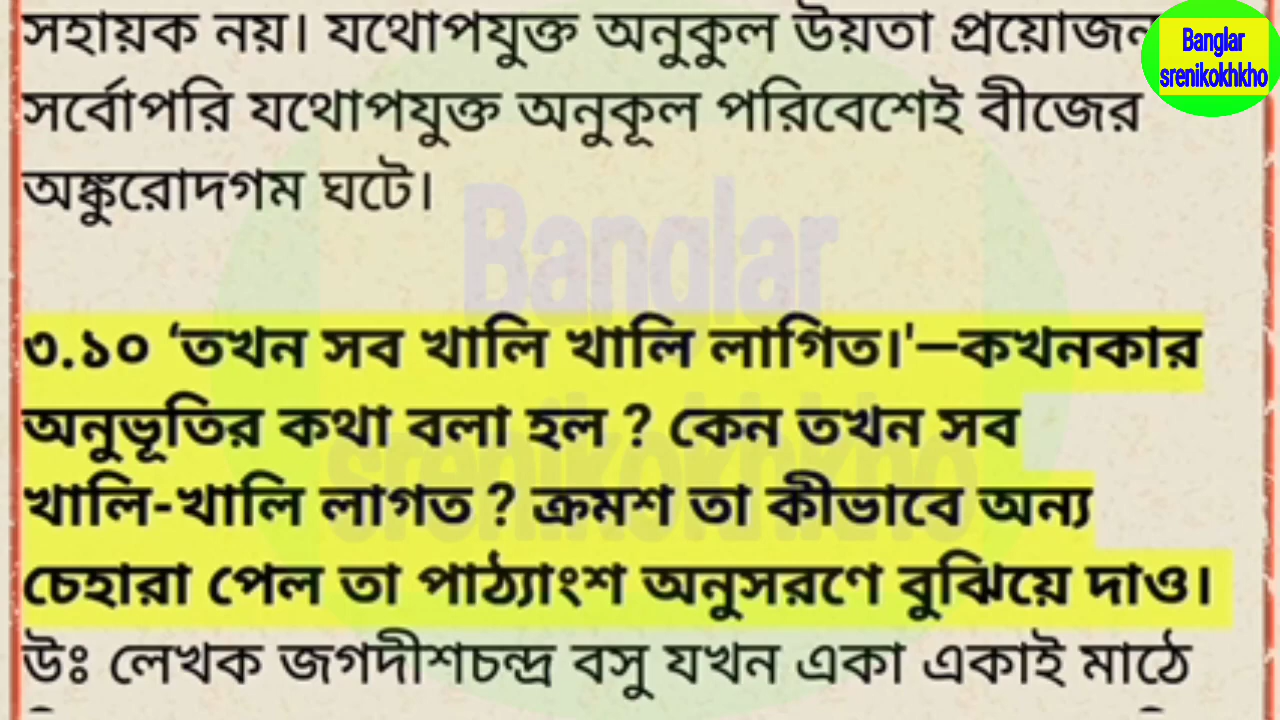 সহায়ক নয়। যথোপযুক্ত অনুকুল উয়তা প্রয়োজন
Banglar
srenikokhkho
সর্বোপরি যথোপযুক্ত অনুকূল পরিবেশেই বীজের
অঙ্কুরোদগম ঘটে।
Banglar
৩.১০ ‘তখন সব খালি খালি লাগিত।'—কখনকার
অনুভূতির কথা বলা হল ? কেন তখন সব
srenikokhkho
খালি-খালি লাগত ? ক্রমশ তা কীভাবে অন্য
চেহারা পেল তা পাঠ্যাংশ অনুসরণে বুঝিয়ে দাও।
উঃ লেখক জগদীশচন্দ্র বসু যখন একা একাই মাঠে